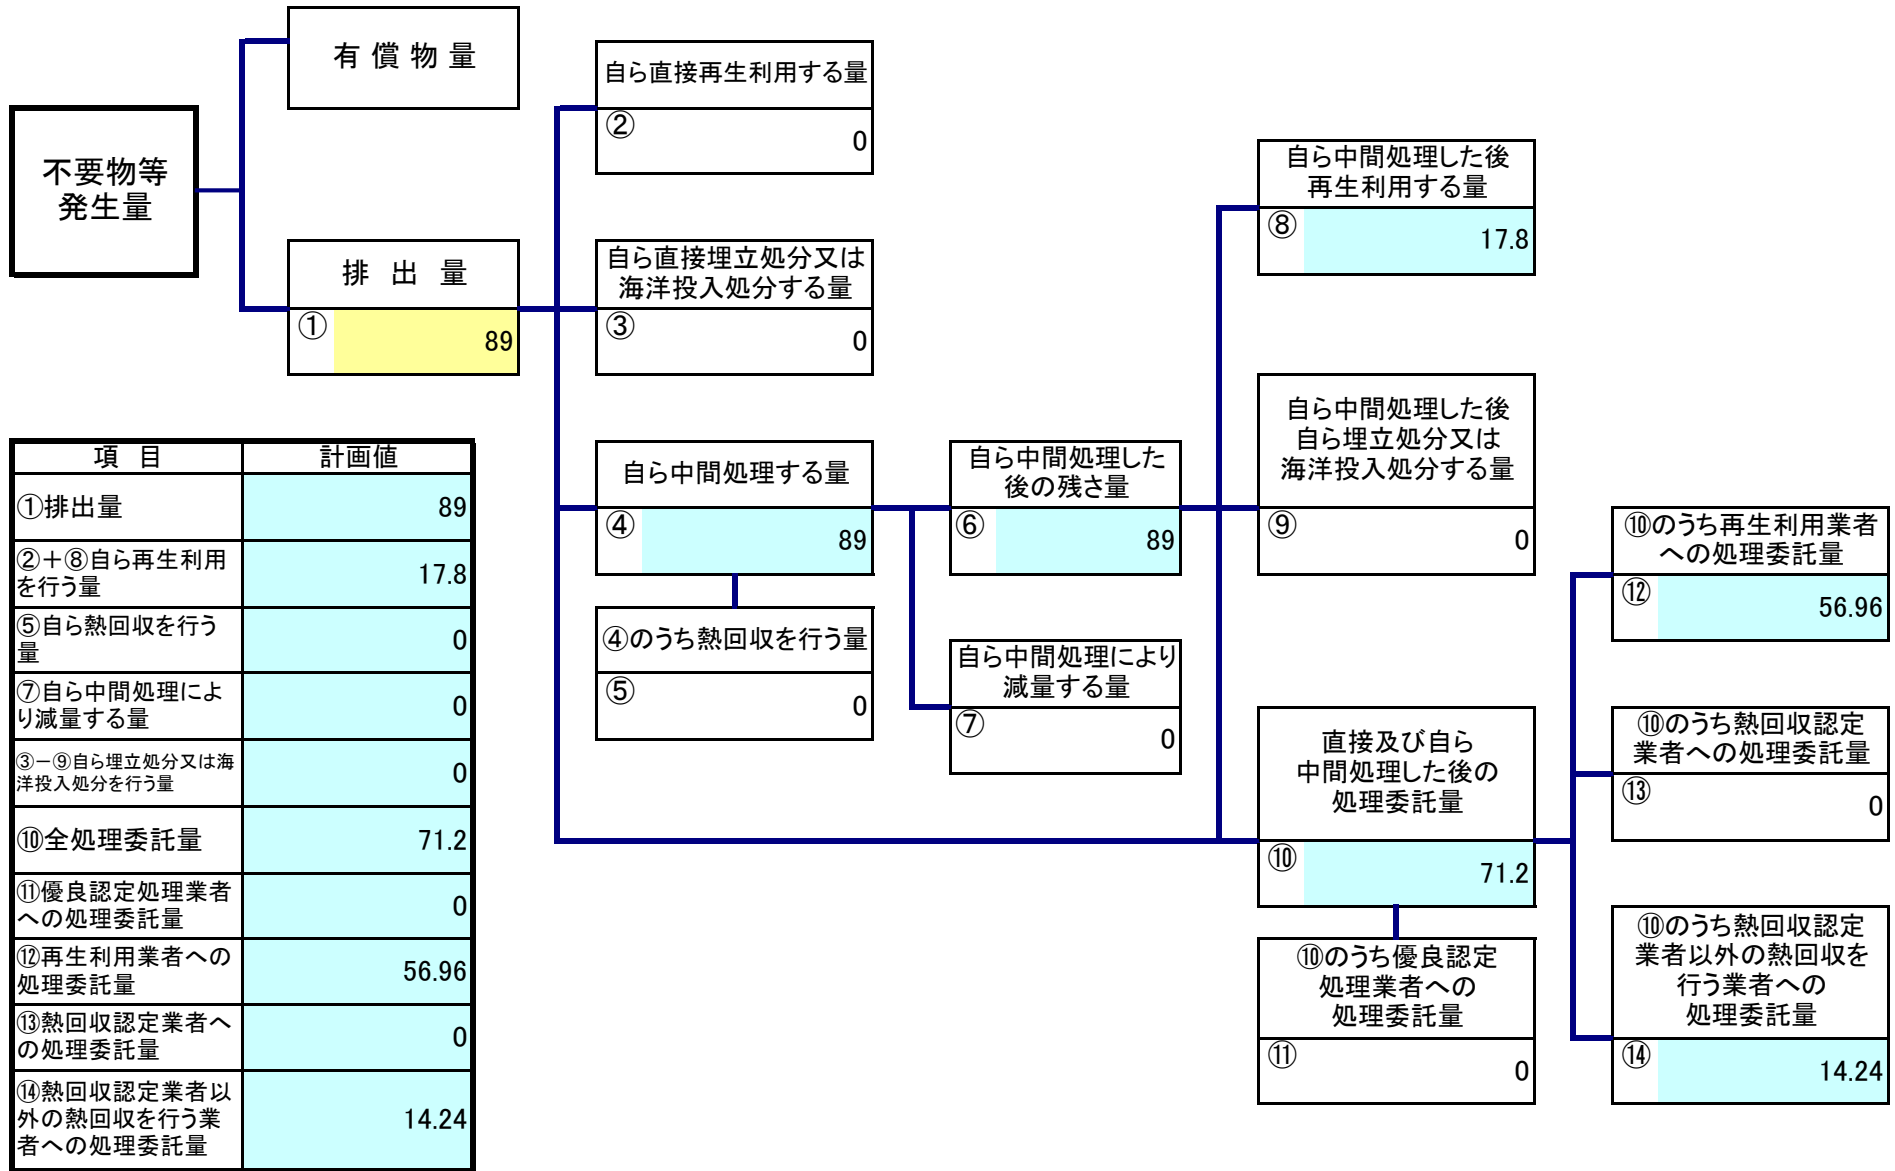 有 償 物 量
不要物等
発生量
排 出 量
①
89
自ら直接再生利用する量
②
0
自ら直接埋立処分又は
海洋投入処分する量
③
0
自ら中間処理する量
④
89
④のうち熱回収を行う量
⑤
0
自ら中間処理した
後の残さ量
⑥
89
自ら中間処理により
減量する量
⑦
0
自ら中間処理した後
再生利用する量
⑧
17.8
自ら中間処理した後
自ら埋立処分又は
海洋投入処分する量
⑨
0
直接及び自ら
中間処理した後の
処理委託量
⑩
71.2
⑩のうち優良認定
処理業者への
処理委託量
⑪
0
⑩のうち再生利用業者
への処理委託量
⑫
56.96
⑩のうち熱回収認定
業者への処理委託量
⑬
0
⑩のうち熱回収認定
業者以外の熱回収を
行う業者への
処理委託量
⑭
14.24
項 目 計画値
①排出量 89
②＋⑧自ら再生利用
を行う量 17.8
⑤自ら熱回収を行う
量 0
⑦自ら中間処理によ
り減量する量 0
③－⑨自ら埋立処分又は海
洋投入処分を行う量 0
⑩全処理委託量 71.2
⑪優良認定処理業者
への処理委託量 0
⑫再生利用業者への
処理委託量 56.96
⑬熱回収認定業者へ
の処理委託量 0
⑭熱回収認定業者以
外の熱回収を行う業
者への処理委託量 14.24